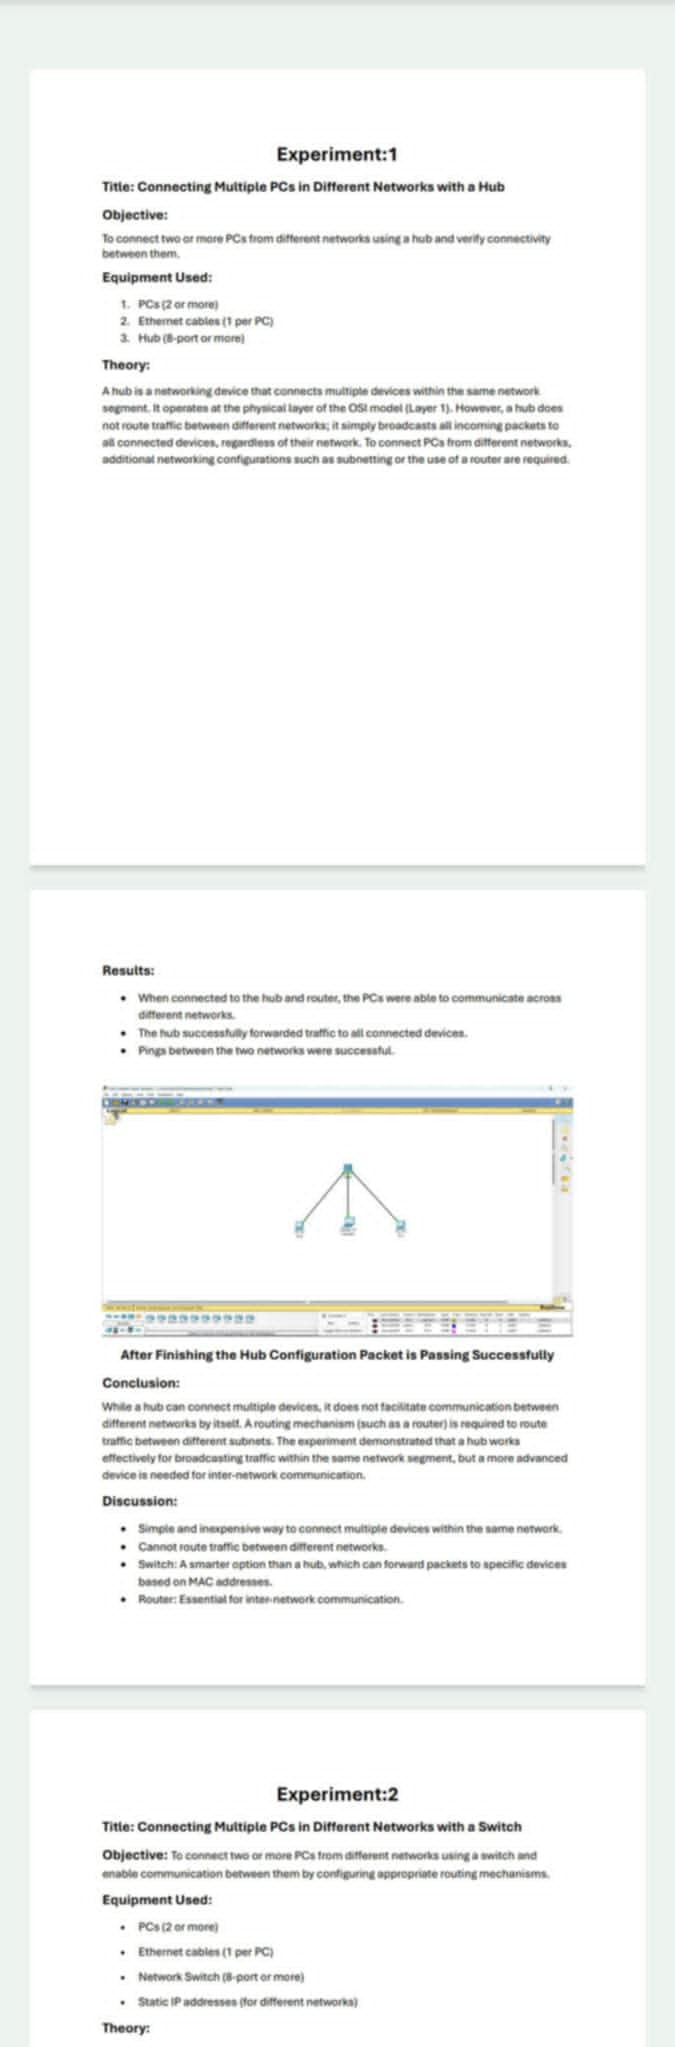 Experiment:1
Title: Connecting Multiple PCs in Different Networks with a Hub
Objective:
To connect two or more PCs from different networks using a hub and verify connectivity
between them.
Equipment Used:
1. PCs (2 or more)
2. Ethernet cables (1 per PC)
3. Hub (8-port or more)
Theory:
A hub is a networking device that connects multiple devices within the same network
segment. It operates at the physical layer of the OSI model (Layer 1). However, a hub does
not route traffic between different networks; it simply broadcasts all incoming packets to
all connected devices, regardless of their network. To connect PCs from different networks,
additional networking configurations such as subnetting or the use of a router are required.
Results:
• When connected to the hub and router, the PCs were able to communicate across
different networks.
• The hub successfully forwarded traffic to all connected devices.
• Pings between the two networks were successful.
After Finishing the Hub Configuration Packet is Passing Successfully
Conclusion:
While a hub can connect multiple devices, it does not facilitate communication between
different networks by itself. A routing mechanism (such as a router) is required to route
traffic between different subnets. The experiment demonstrated that a hub works
effectively for broadcasting traffic within the same network segment, but a more advanced
device is needed for inter-network communication.
Discussion:
• Simple and inexpensive way to connect multiple devices within the same network.
• Cannot route traffic between different networks.
• Switch: A smarter option than a hub, which can forward packets to specific devices
based on MAC addresses.
• Router: Essential for inter-network communication.
Experiment:2
Title: Connecting Multiple PCs in Different Networks with a Switch
Objective: To connect two or more PCs from different networks using a switch and
enable communication between them by configuring appropriate routing mechanisms.
Equipment Used:
• PCs (2 or more)
• Ethernet cables (1 per PC)
• Network Switch (8-port or more)
• Static IP addresses (for different networks)
Theory: